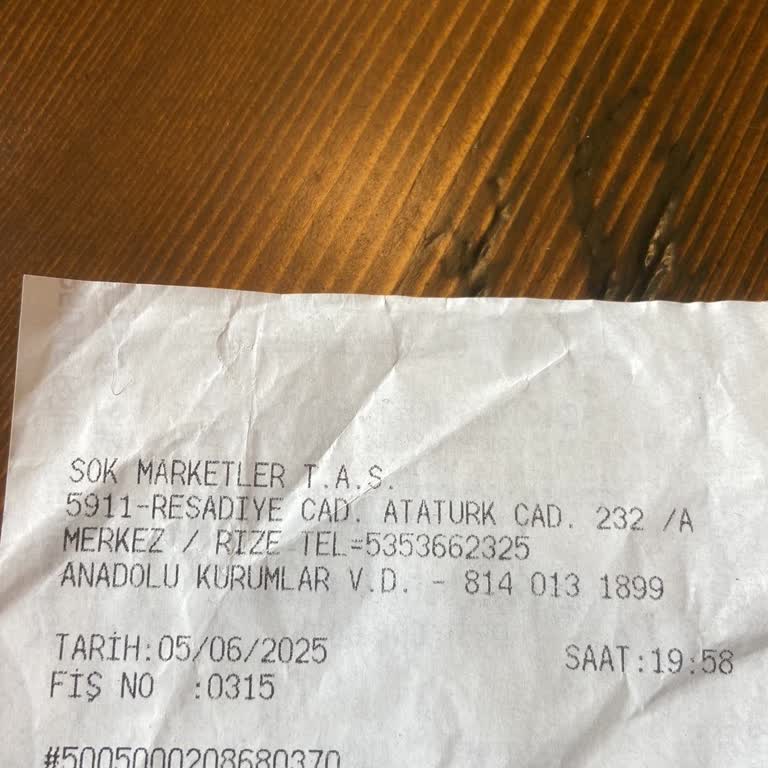 SOK MARKETLER T.A.S.
5911-RESADIYE CAD. ATATURK CAD. 232 /A
MERKEZ / RIZE TEL=5353662325
ANADOLU KURUMLAR V.D. - 814 013 1899
TARİH:05/06/2025 SAAT:19:58
FİŞ NO :0315
#5005000208680370